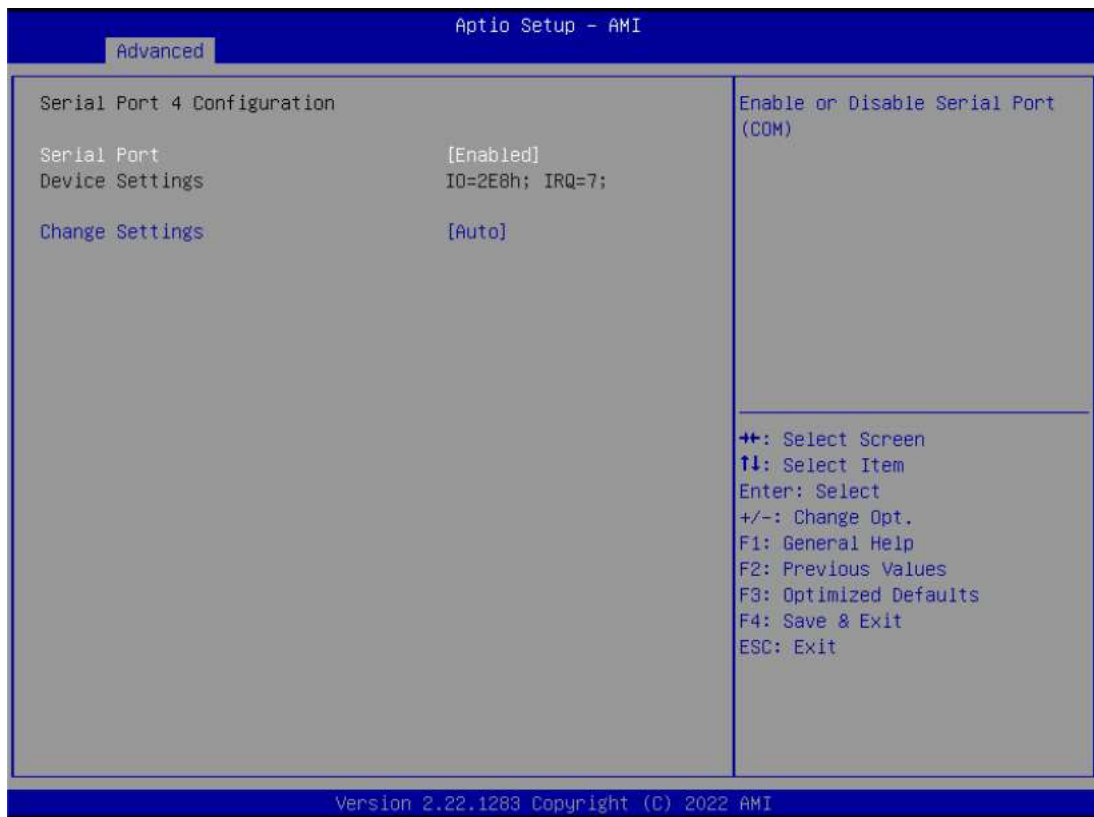 Aptio Setup – AMI
Advanced
Serial Port 4 Configuration
Serial Port [Enabled]
Device Settings IO=2E8h; IRQ=7;
Change Settings [Auto]
Enable or Disable Serial Port
(COM)
→←: Select Screen
↑↓: Select Item
Enter: Select
+/-: Change Opt.
F1: General Help
F2: Previous Values
F3: Optimized Defaults
F4: Save & Exit
ESC: Exit
Version 2.22.1283 Copyright (C) 2022 AMI